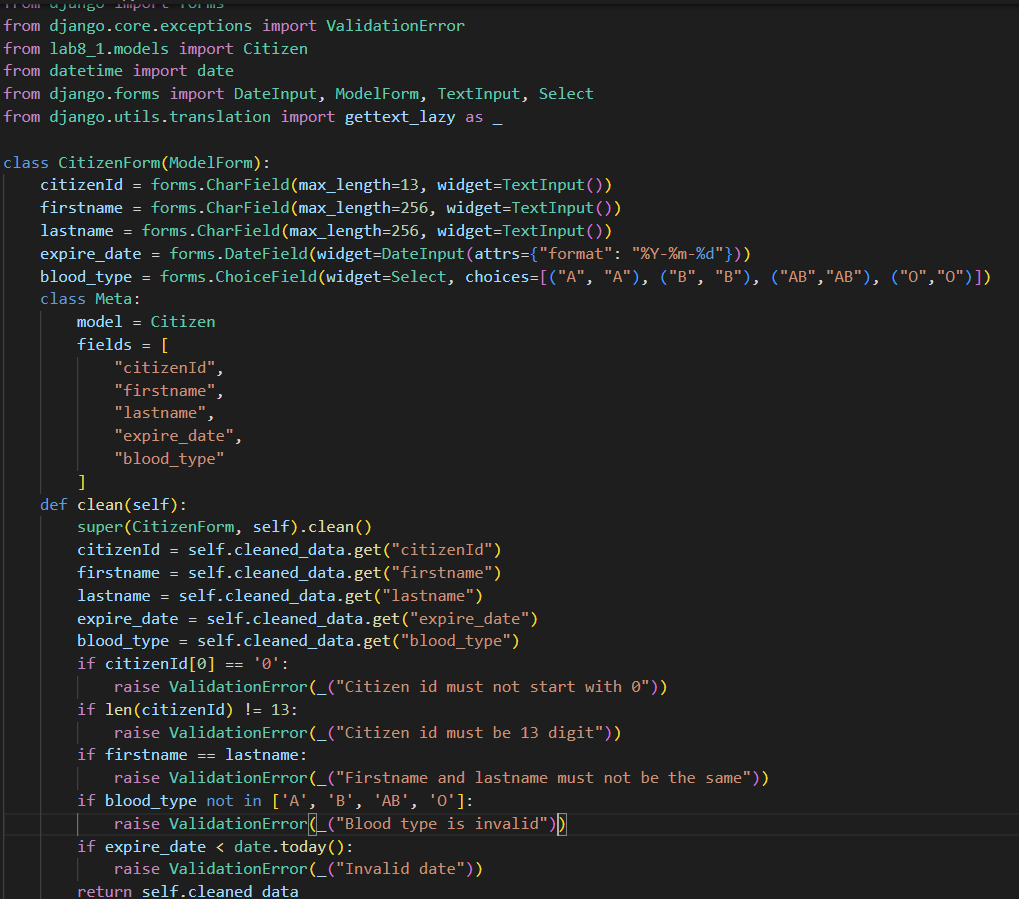 from django import forms
from django.core.exceptions import ValidationError
from lab8_1.models import Citizen
from datetime import date
from django.forms import DateInput, ModelForm, TextInput, Select
from django.utils.translation import gettext_lazy as _
class CitizenForm(ModelForm):
    citizenId = forms.CharField(max_length=13, widget=TextInput())
    firstname = forms.CharField(max_length=256, widget=TextInput())
    lastname = forms.CharField(max_length=256, widget=TextInput())
    expire_date = forms.DateField(widget=DateInput(attrs={"format": "%Y-%m-%d"}))
    blood_type = forms.ChoiceField(widget=Select, choices=[("A", "A"), ("B", "B"), ("AB","AB"), ("O","O")])
    class Meta:
        model = Citizen
        fields = [
            "citizenId",
            "firstname",
            "lastname",
            "expire_date",
            "blood_type"
        ]
    def clean(self):
        super(CitizenForm, self).clean()
        citizenId = self.cleaned_data.get("citizenId")
        firstname = self.cleaned_data.get("firstname")
        lastname = self.cleaned_data.get("lastname")
        expire_date = self.cleaned_data.get("expire_date")
        blood_type = self.cleaned_data.get("blood_type")
        if citizenId[0] == '0':
            raise ValidationError(_("Citizen id must not start with 0"))
        if len(citizenId) != 13:
            raise ValidationError(_("Citizen id must be 13 digit"))
        if firstname == lastname:
            raise ValidationError(_("Firstname and lastname must not be the same"))
        if blood_type not in ['A', 'B', 'AB', 'O']:
            raise ValidationError(_("Blood type is invalid"))
        if expire_date < date.today():
            raise ValidationError(_("Invalid date"))
        return self.cleaned_data